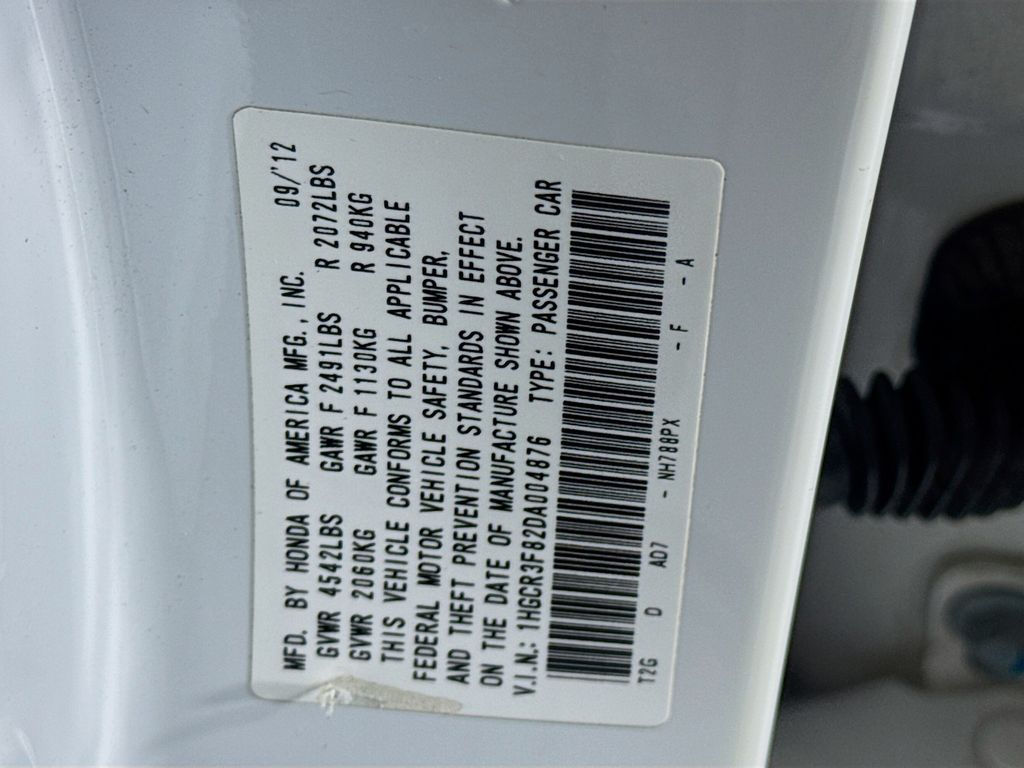 MFD. BY HONDA OF AMERICA MFG., INC. 09/'12
GVWR 4542LBS GAWR F 2491LBS R 2072LBS
GVWR 2060KG GAWR F 1130KG R 940KG
THIS VEHICLE CONFORMS TO ALL APPLICABLE
FEDERAL MOTOR VEHICLE SAFETY, BUMPER,
AND THEFT PREVENTION STANDARDS IN EFFECT
ON THE DATE OF MANUFACTURE SHOWN ABOVE.
V.I.N.: 1HGCR3F82DA004876 TYPE: PASSENGER CAR
T2G D AD7 - NH788PX - F - A